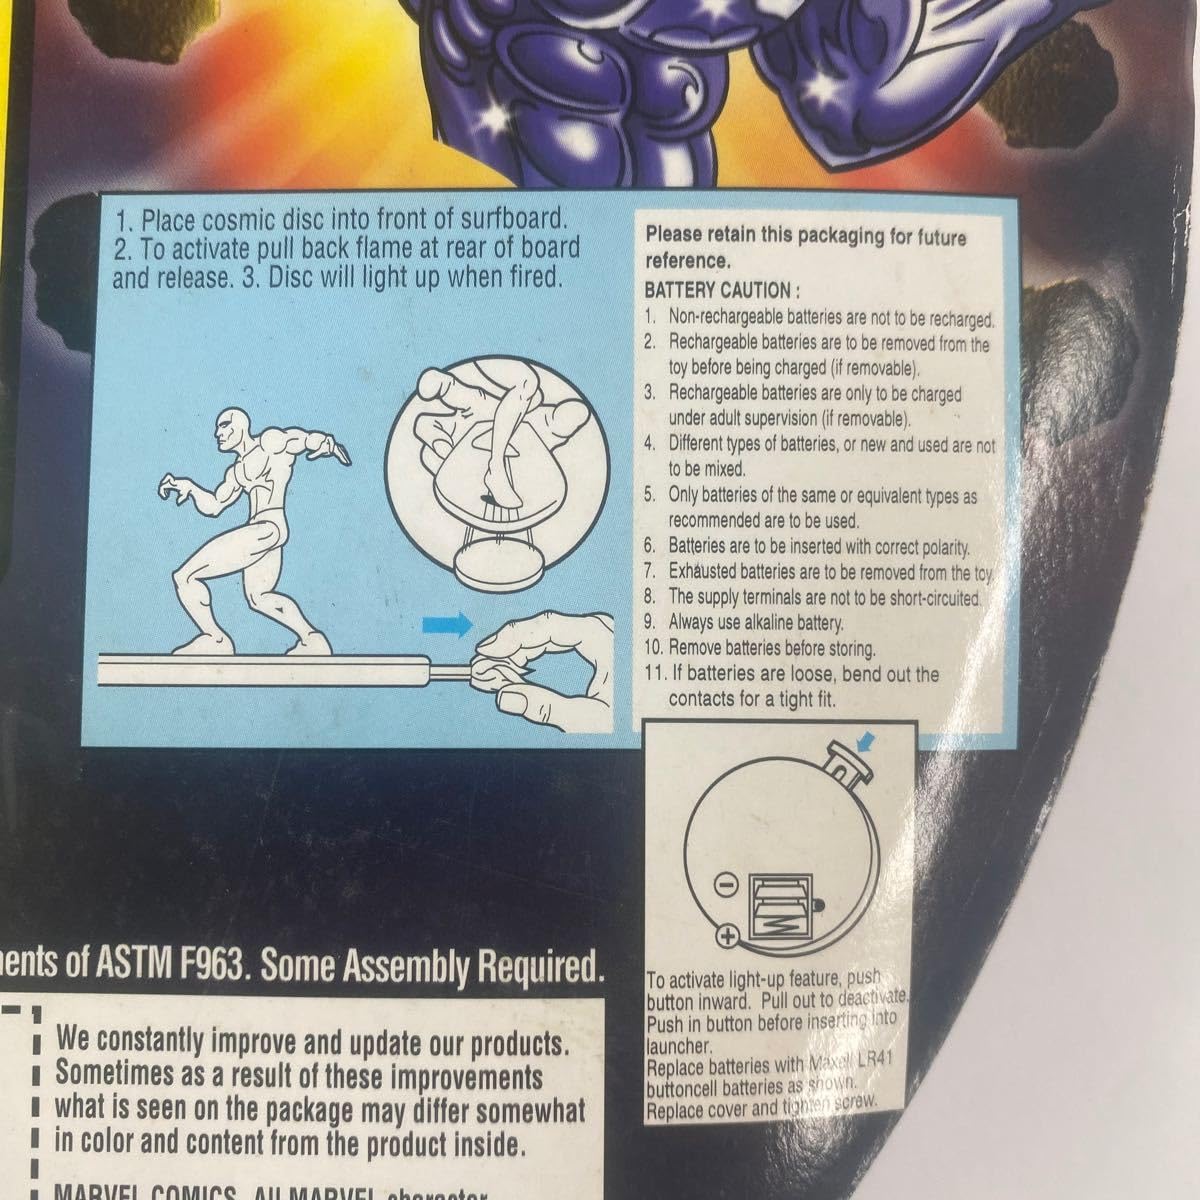 1. Place cosmic disc into front of surfboard.
2. To activate pull back flame at rear of board
and release. 3. Disc will light up when fired.
Please retain this packaging for future
reference.
BATTERY CAUTION :
1. Non-rechargeable batteries are not to be recharged.
2. Rechargeable batteries are to be removed from the
toy before being charged (if removable).
3. Rechargeable batteries are only to be charged
under adult supervision (if removable).
4. Different types of batteries, or new and used are not
to be mixed.
5. Only batteries of the same or equivalent types as
recommended are to be used.
6. Batteries are to be inserted with correct polarity.
7. Exhausted batteries are to be removed from the toy.
8. The supply terminals are not to be short-circuited.
9. Always use alkaline battery.
10. Remove batteries before storing.
11. If batteries are loose, bend out the
contacts for a tight fit.
To activate light-up feature, push
button inward. Pull out to deactivate.
Push in button before inserting into
launcher.
Replace batteries with Maxell LR41
buttoncell batteries as shown.
Replace cover and tighten screw.
ents of ASTM F963. Some Assembly Required.
We constantly improve and update our products.
Sometimes as a result of these improvements
what is seen on the package may differ somewhat
in color and content from the product inside.
MARVEL COMICS, All MARVEL character